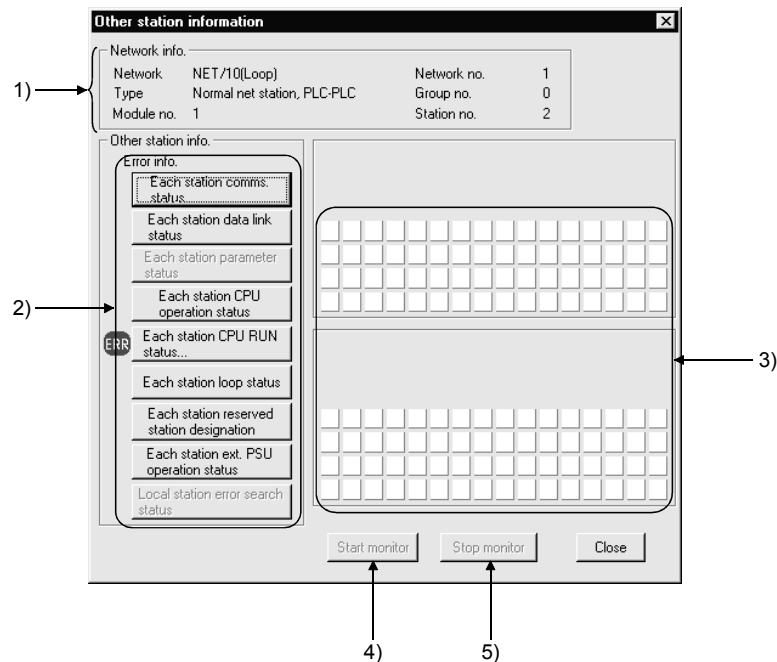 Other station information
1)
Network info.
Network NET/10(Loop) Network no. 1
Type Normal net station, PLC-PLC Group no. 0
Module no. 1 Station no. 2
Other station info.
Error info.
2)
Each station comms.
status...
Each station data link
status
Each station parameter
status
Each station CPU
operation status
ERR
Each station CPU RUN
status...
Each station loop status
Each station reserved
station designation
Each station ext. PSU
operation status
Local station error search
status
3)
Start monitor Stop monitor Close
4) 5)